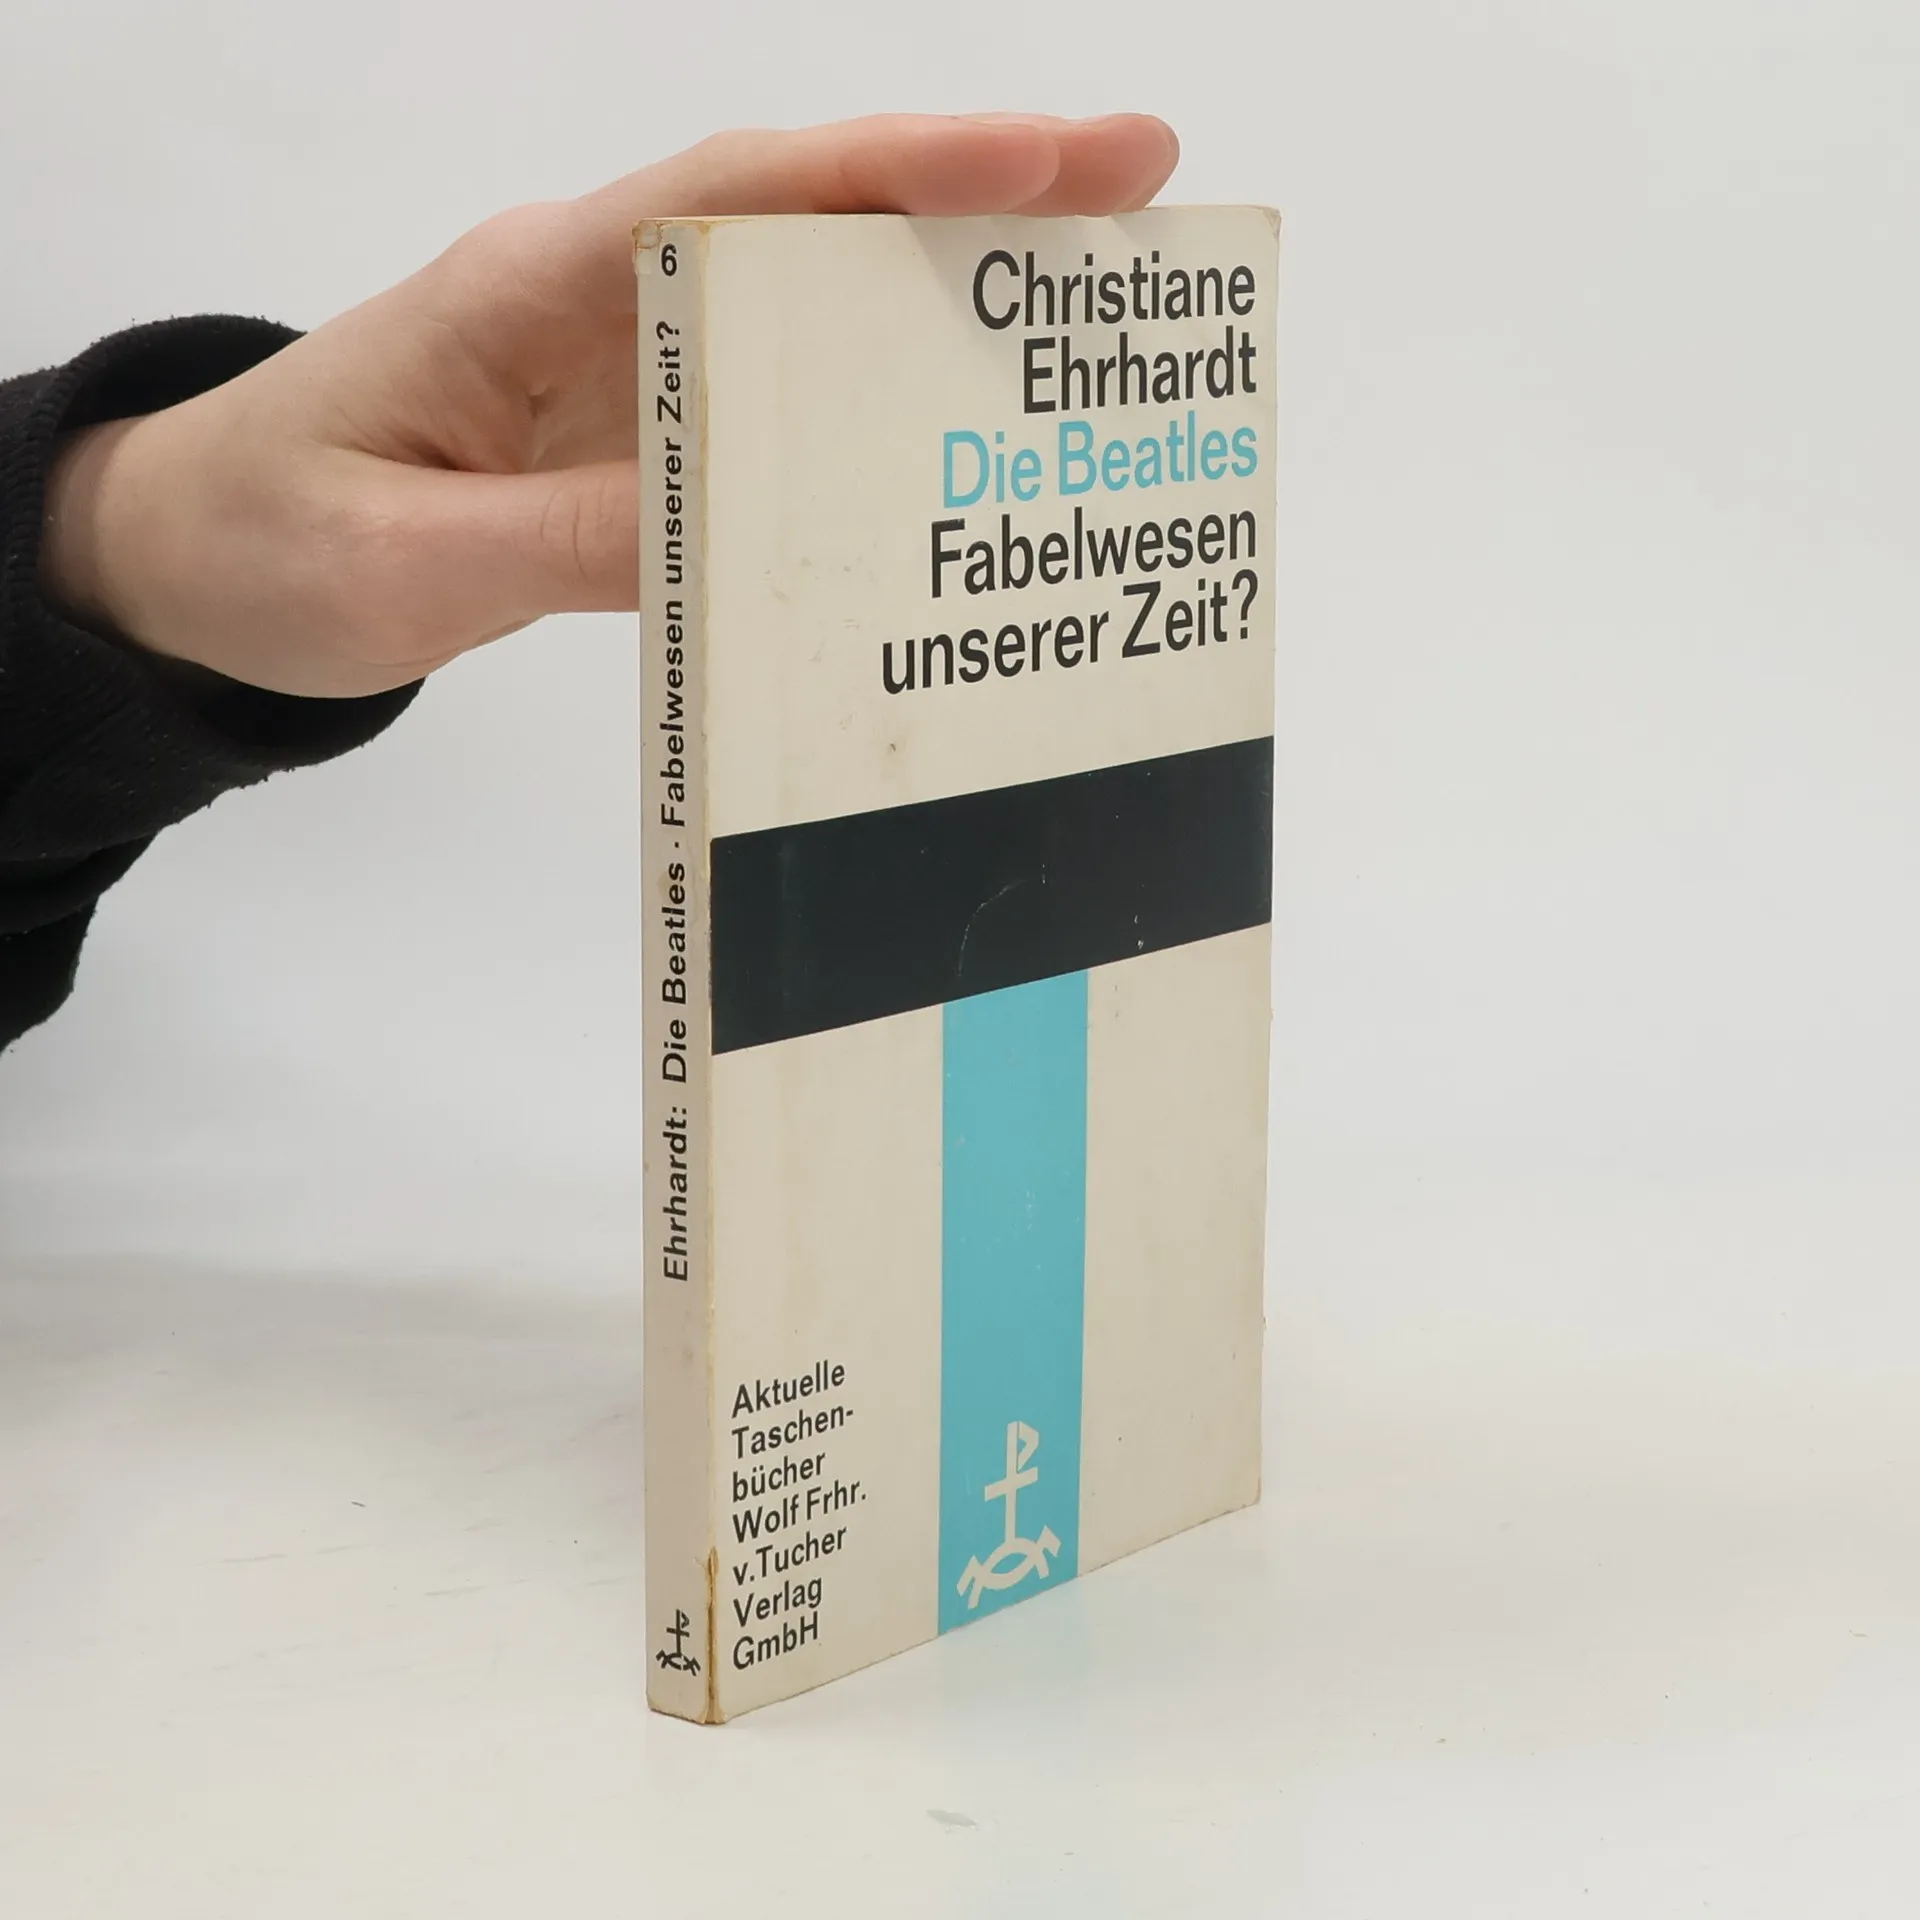 6
Ehrhardt: Die Beatles · Fabelwesen unserer Zeit?
Christiane
Ehrhardt
Die Beatles
Fabelwesen
unserer Zeit?
Aktuelle
Taschen-
bücher
Wolf Frhr.
v. Tucher
Verlag
GmbH